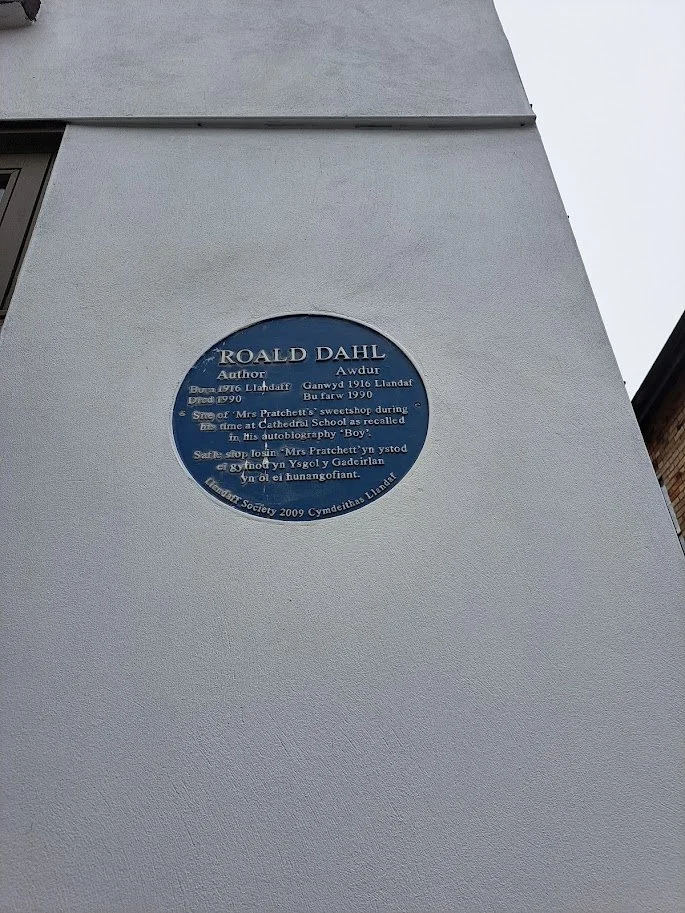 ROALD DAHL
Author Awdur
Born 1916 Llandaff Ganwyd 1916 Llandaf
Died 1990 Bu farw 1990
Site of 'Mrs Pratchett's' sweetshop during
his time at Cathedral School as recalled
in his autobiography 'Boy'.
Safle siop losin 'Mrs Pratchett' yn ystod
ei gyfnod yn Ysgol y Gadeirlan
yn ol ei hunangofiant.
Llandaff Society 2009 Cymdeithas Llandaf